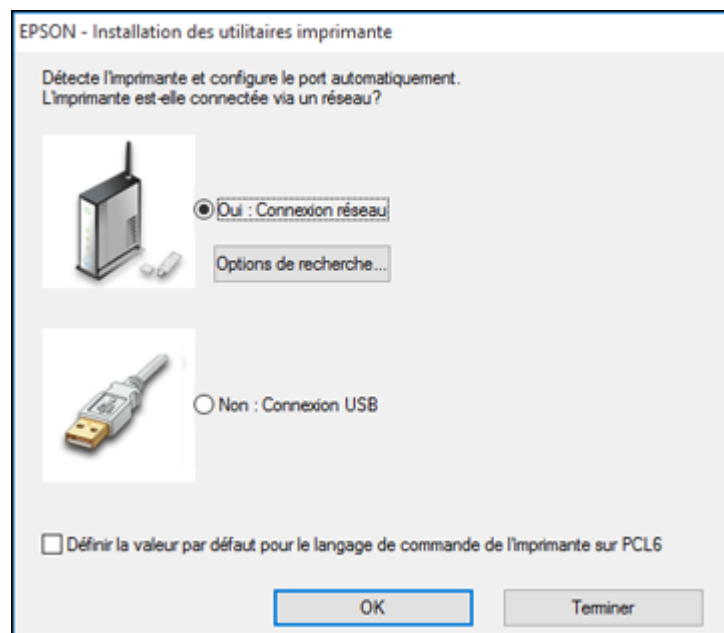 EPSON - Installation des utilitaires imprimante
Détecte l'imprimante et configure le port automatiquement.
L'imprimante est-elle connectée via un réseau?
Oui : Connexion réseau
Options de recherche...
Non : Connexion USB
Définir la valeur par défaut pour le langage de commande de l'imprimante sur PCL6
OK
Terminer